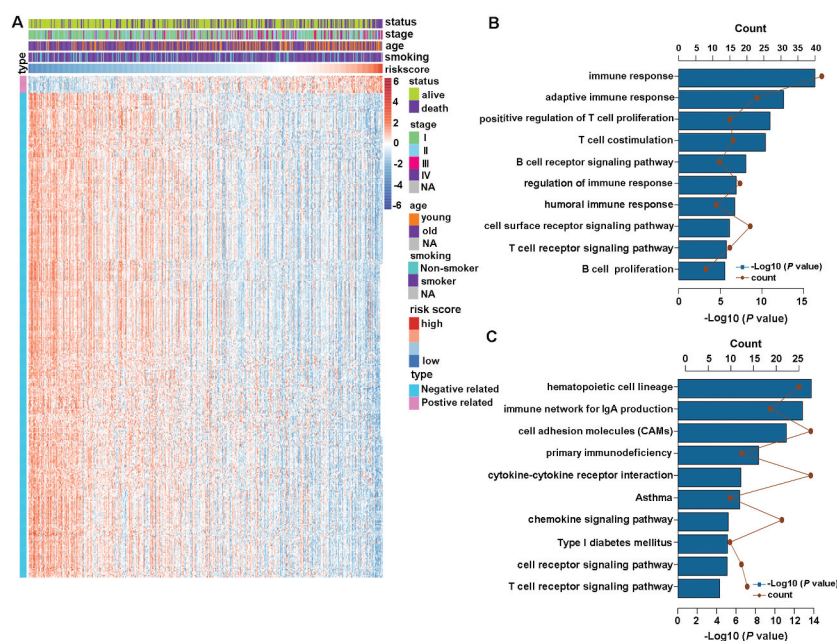 A
status
stage
age
smoking
riskscore
type
6
4
2
0
-2
-4
-6
status
alive
death
stage
I
II
III
IV
NA
age
young
old
NA
smoking
Non-smoker
smoker
NA
risk score
high
low
type
Negative related
Postive related
B
Count
0 5 10 15 20 25 30 35 40
immune response
adaptive immune response
posititive regulation of T cell proliferation
T cell costimulation
B cell receptor signaling pathway
regulation of immune response
humoral immune response
cell surface receptor signaling pathway
T cell receptor signaling pathway
B cell proliferation
-Log10 (P value)
count
0 5 10 15
-Log10 (P value)
C
Count
0 5 10 15 20 25
hematopoietic cell lineage
immune network for IgA production
cell adhesion molecules (CAMs)
primary immunodeficiency
cytokine-cytokine receptor interaction
Asthma
chemokine signaling pathway
Type I diabetes mellitus
cell receptor signaling pathway
T cell receptor signaling pathway
-Log10 (P value)
count
0 2 4 6 8 10 12 14
-Log10 (P value)